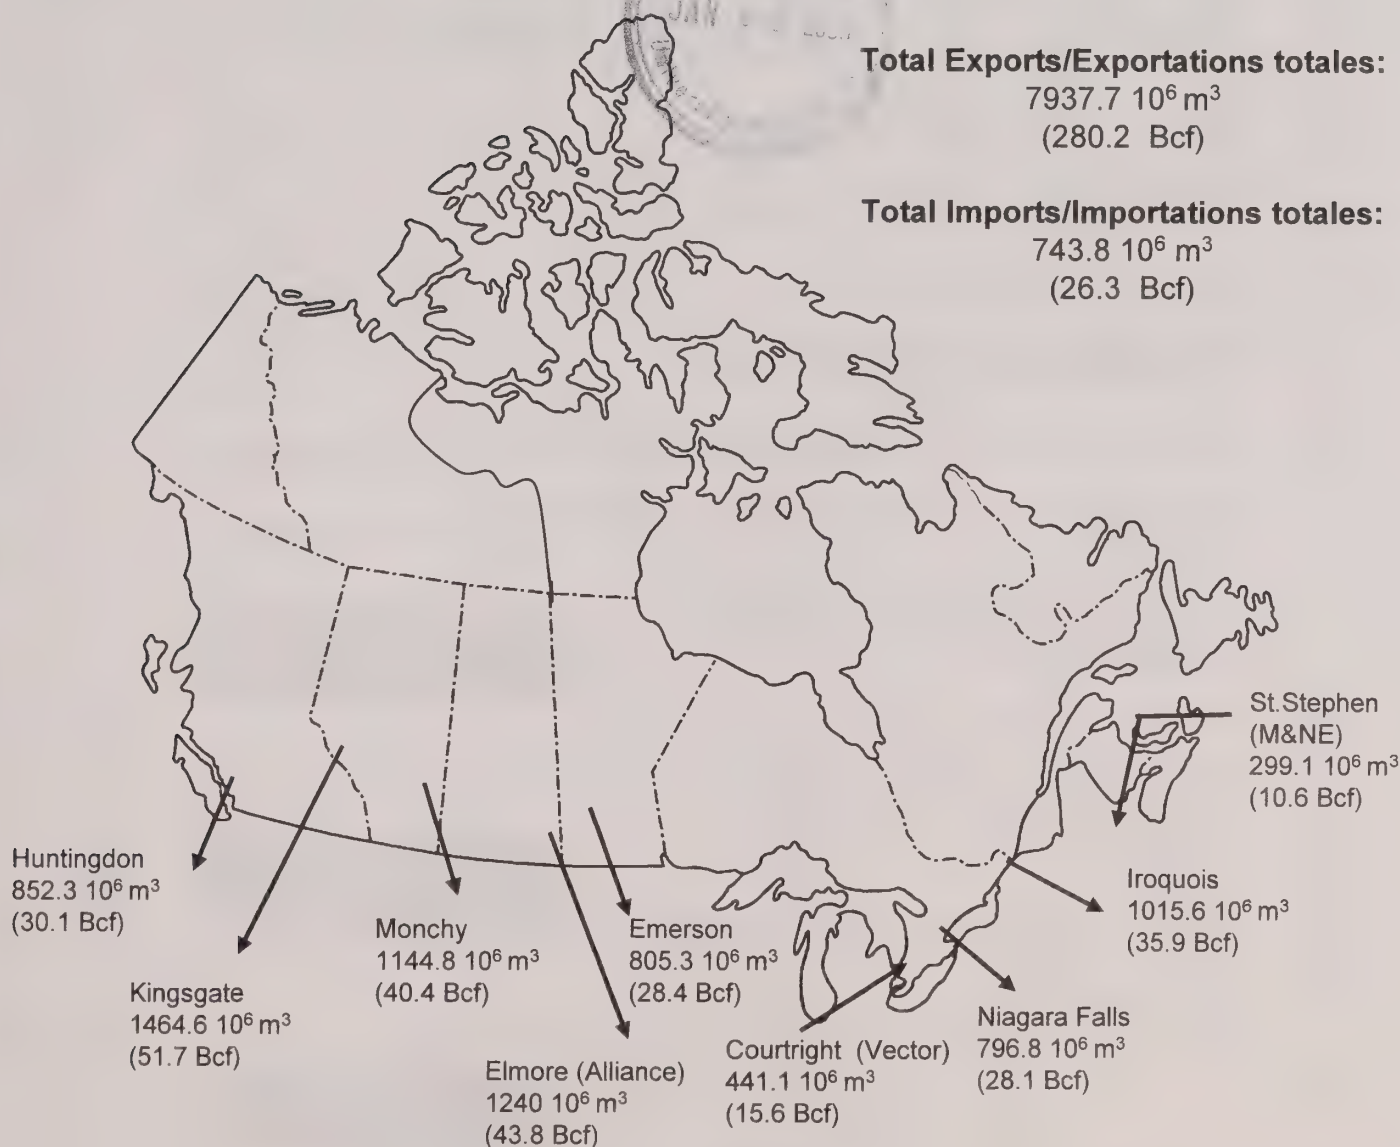 JAN
Total Exports/Exportations totales:
7937.7 10⁶ m³
(280.2 Bcf)
Total Imports/Importations totales:
743.8 10⁶ m³
(26.3 Bcf)
St.Stephen
(M&NE)
299.1 10⁶ m³
(10.6 Bcf)
Huntingdon
852.3 10⁶ m³
(30.1 Bcf)
Iroquois
1015.6 10⁶ m³
(35.9 Bcf)
Monchy
1144.8 10⁶ m³
(40.4 Bcf)
Emerson
805.3 10⁶ m³
(28.4 Bcf)
Kingsgate
1464.6 10⁶ m³
(51.7 Bcf)
Niagara Falls
796.8 10⁶ m³
(28.1 Bcf)
Courtright (Vector)
441.1 10⁶ m³
(15.6 Bcf)
Elmore (Alliance)
1240 10⁶ m³
(43.8 Bcf)